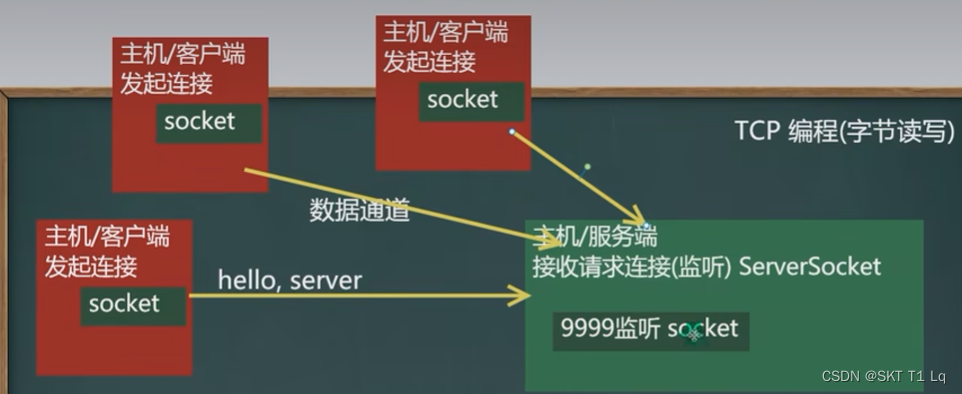 主机/客户端
发起连接
socket
主机/客户端
发起连接
socket
TCP 编程(字节读写)
数据通道
主机/客户端
发起连接
socket
hello, server
主机/服务端
接收请求连接(监听) ServerSocket
9999监听 socket
CSDN @SKT T1 Lq